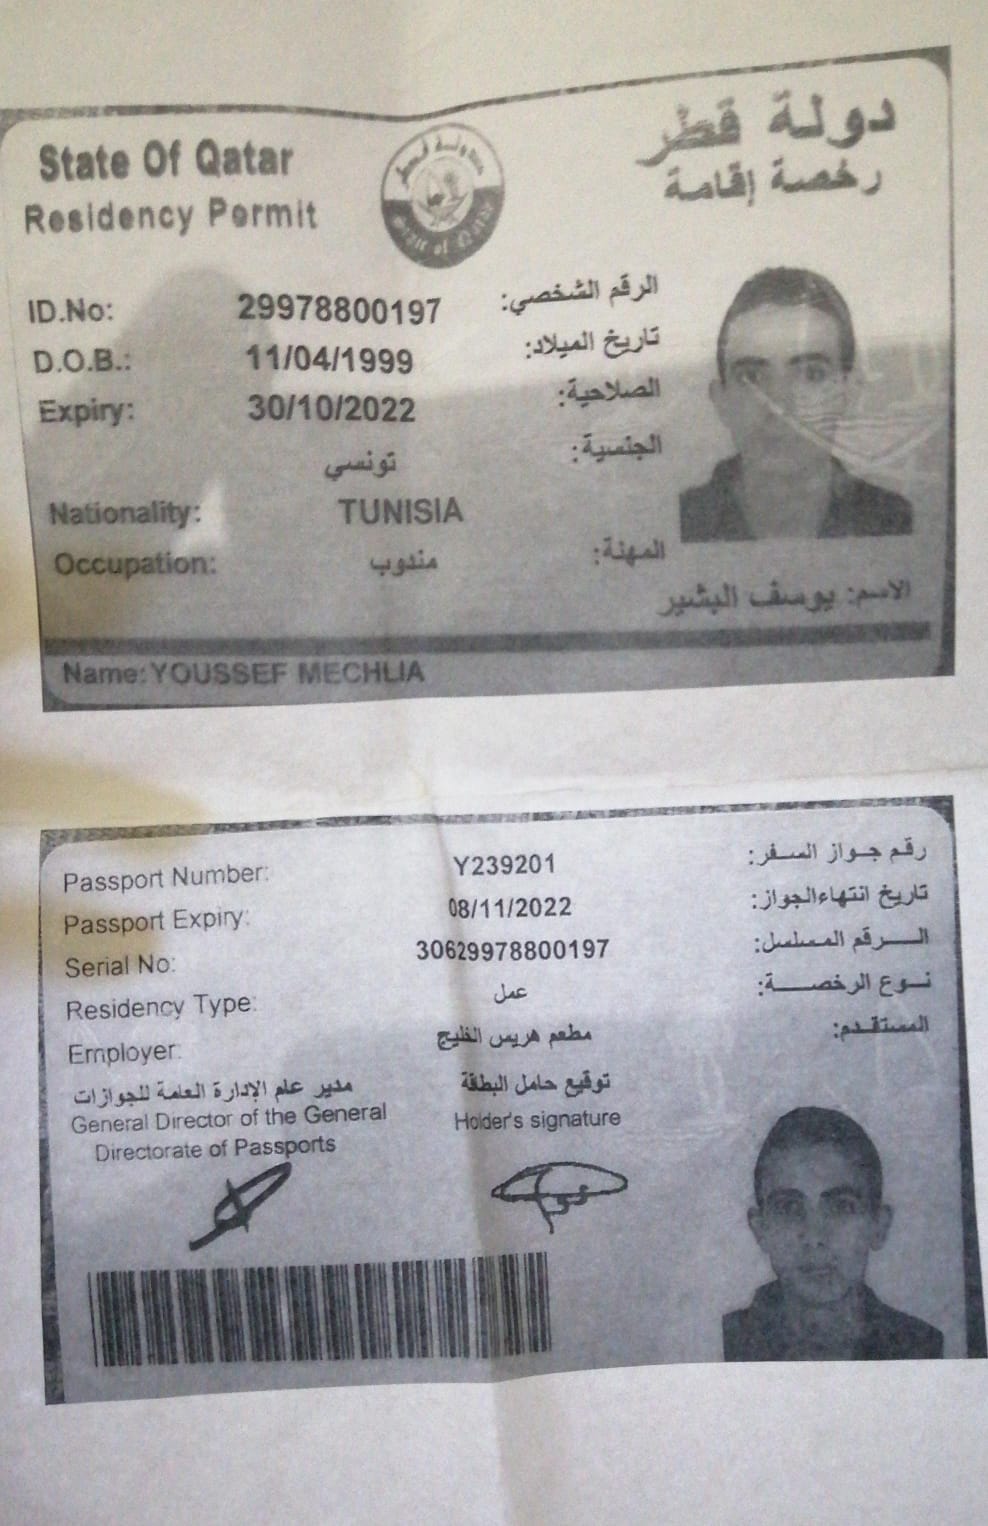 State Of Qatar
دولة قطر
Residency Permit
رخصة إقامة
ID.No: 29978800197 الرقم الشخصي:
D.O.B.: 11/04/1999 تاريخ الميلاد:
Expiry: 30/10/2022 الصلاحية:
تونسي الجنسية:
Nationality: TUNISIA
Occupation: مندوب المهنة:
الاسم: يوسف البشير
Name: YOUSSEF MECHLIA
Passport Number: Y239201 رقم جواز السفر:
Passport Expiry: 08/11/2022 تاريخ انتهاء الجواز:
Serial No: 30629978800197 الرقم المسلسل:
Residency Type: عمل نوع الرخصة:
Employer: مطعم هريس الخليج المستقدم:
مدير عام الإدارة العامة للجوازات
General Director of the General
Directorate of Passports
توقيع حامل البطاقة
Holder's signature